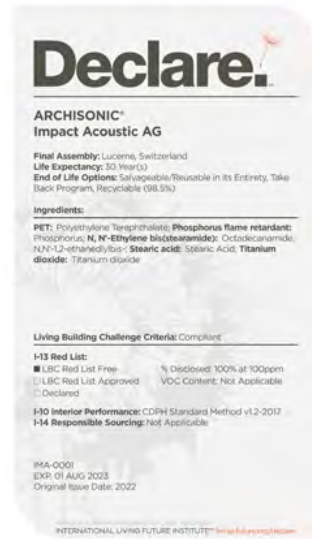 Declare.
ARCHISONIC®
Impact Acoustic AG
Final Assembly: Lucerne, Switzerland
Life Expectancy: 30 Year(s)
End of Life Options: Salvageable/Reusable in its Entirety, Take
Back Program, Recyclable (98.5%)
Ingredients:
PET: Polyethylene Terephthalate; Phosphorus flame retardant:
Phosphorus; N, N'-Ethylene bis(stearamide): Octadecanamide,
N,N'-1,2-ethanediylbis-; Stearic acid: Stearic Acid; Titanium
dioxide: Titanium dioxide
Living Building Challenge Criteria: Compliant
I-13 Red List:
LBC Red List Free % Disclosed: 100% at 100ppm
LBC Red List Approved VOC Content: Not Applicable
Declared
I-10 Interior Performance: CDPH Standard Method v1.2-2017
I-14 Responsible Sourcing: Not Applicable
IMA-0001
EXP. 01 AUG 2023
Original Issue Date: 2022
INTERNATIONAL LIVING FUTURE INSTITUTE™ living-future.org/declare